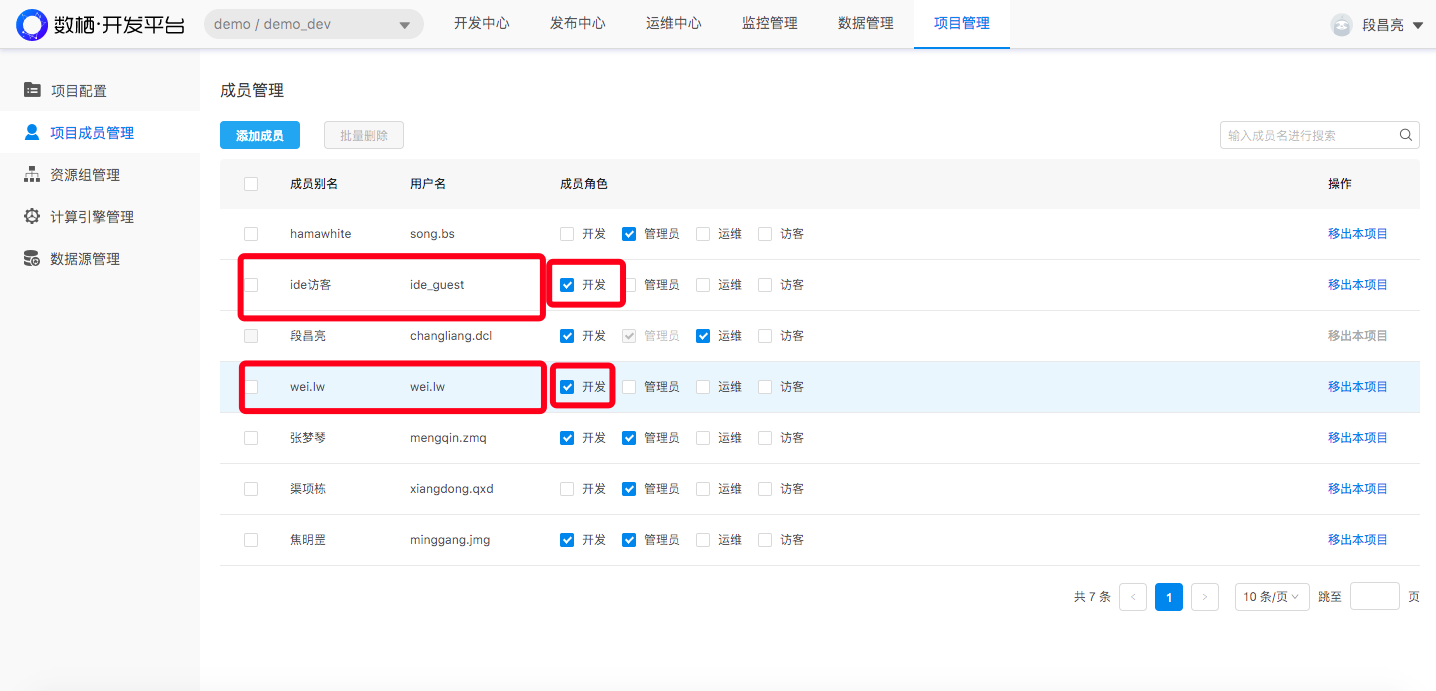 数栖·开发平台
demo / demo_dev
开发中心
发布中心
运维中心
监控管理
数据管理
项目管理
段昌亮
项目配置
项目成员管理
资源组管理
计算引擎管理
数据源管理
成员管理
添加成员
批量删除
输入成员名进行搜索
成员别名 用户名 成员角色 操作
hamawhite song.bs 开发 管理员 运维 访客 移出本项目
ide访客 ide_guest 开发 管理员 运维 访客 移出本项目
段昌亮 changliang.dcl 开发 管理员 运维 访客 移出本项目
wei.lw wei.lw 开发 管理员 运维 访客 移出本项目
张梦琴 mengqin.zmq 开发 管理员 运维 访客 移出本项目
渠项栋 xiangdong.qxd 开发 管理员 运维 访客 移出本项目
焦明罡 minggang.jmg 开发 管理员 运维 访客 移出本项目
共 7 条 < 1 > 10 条/页 跳至 页